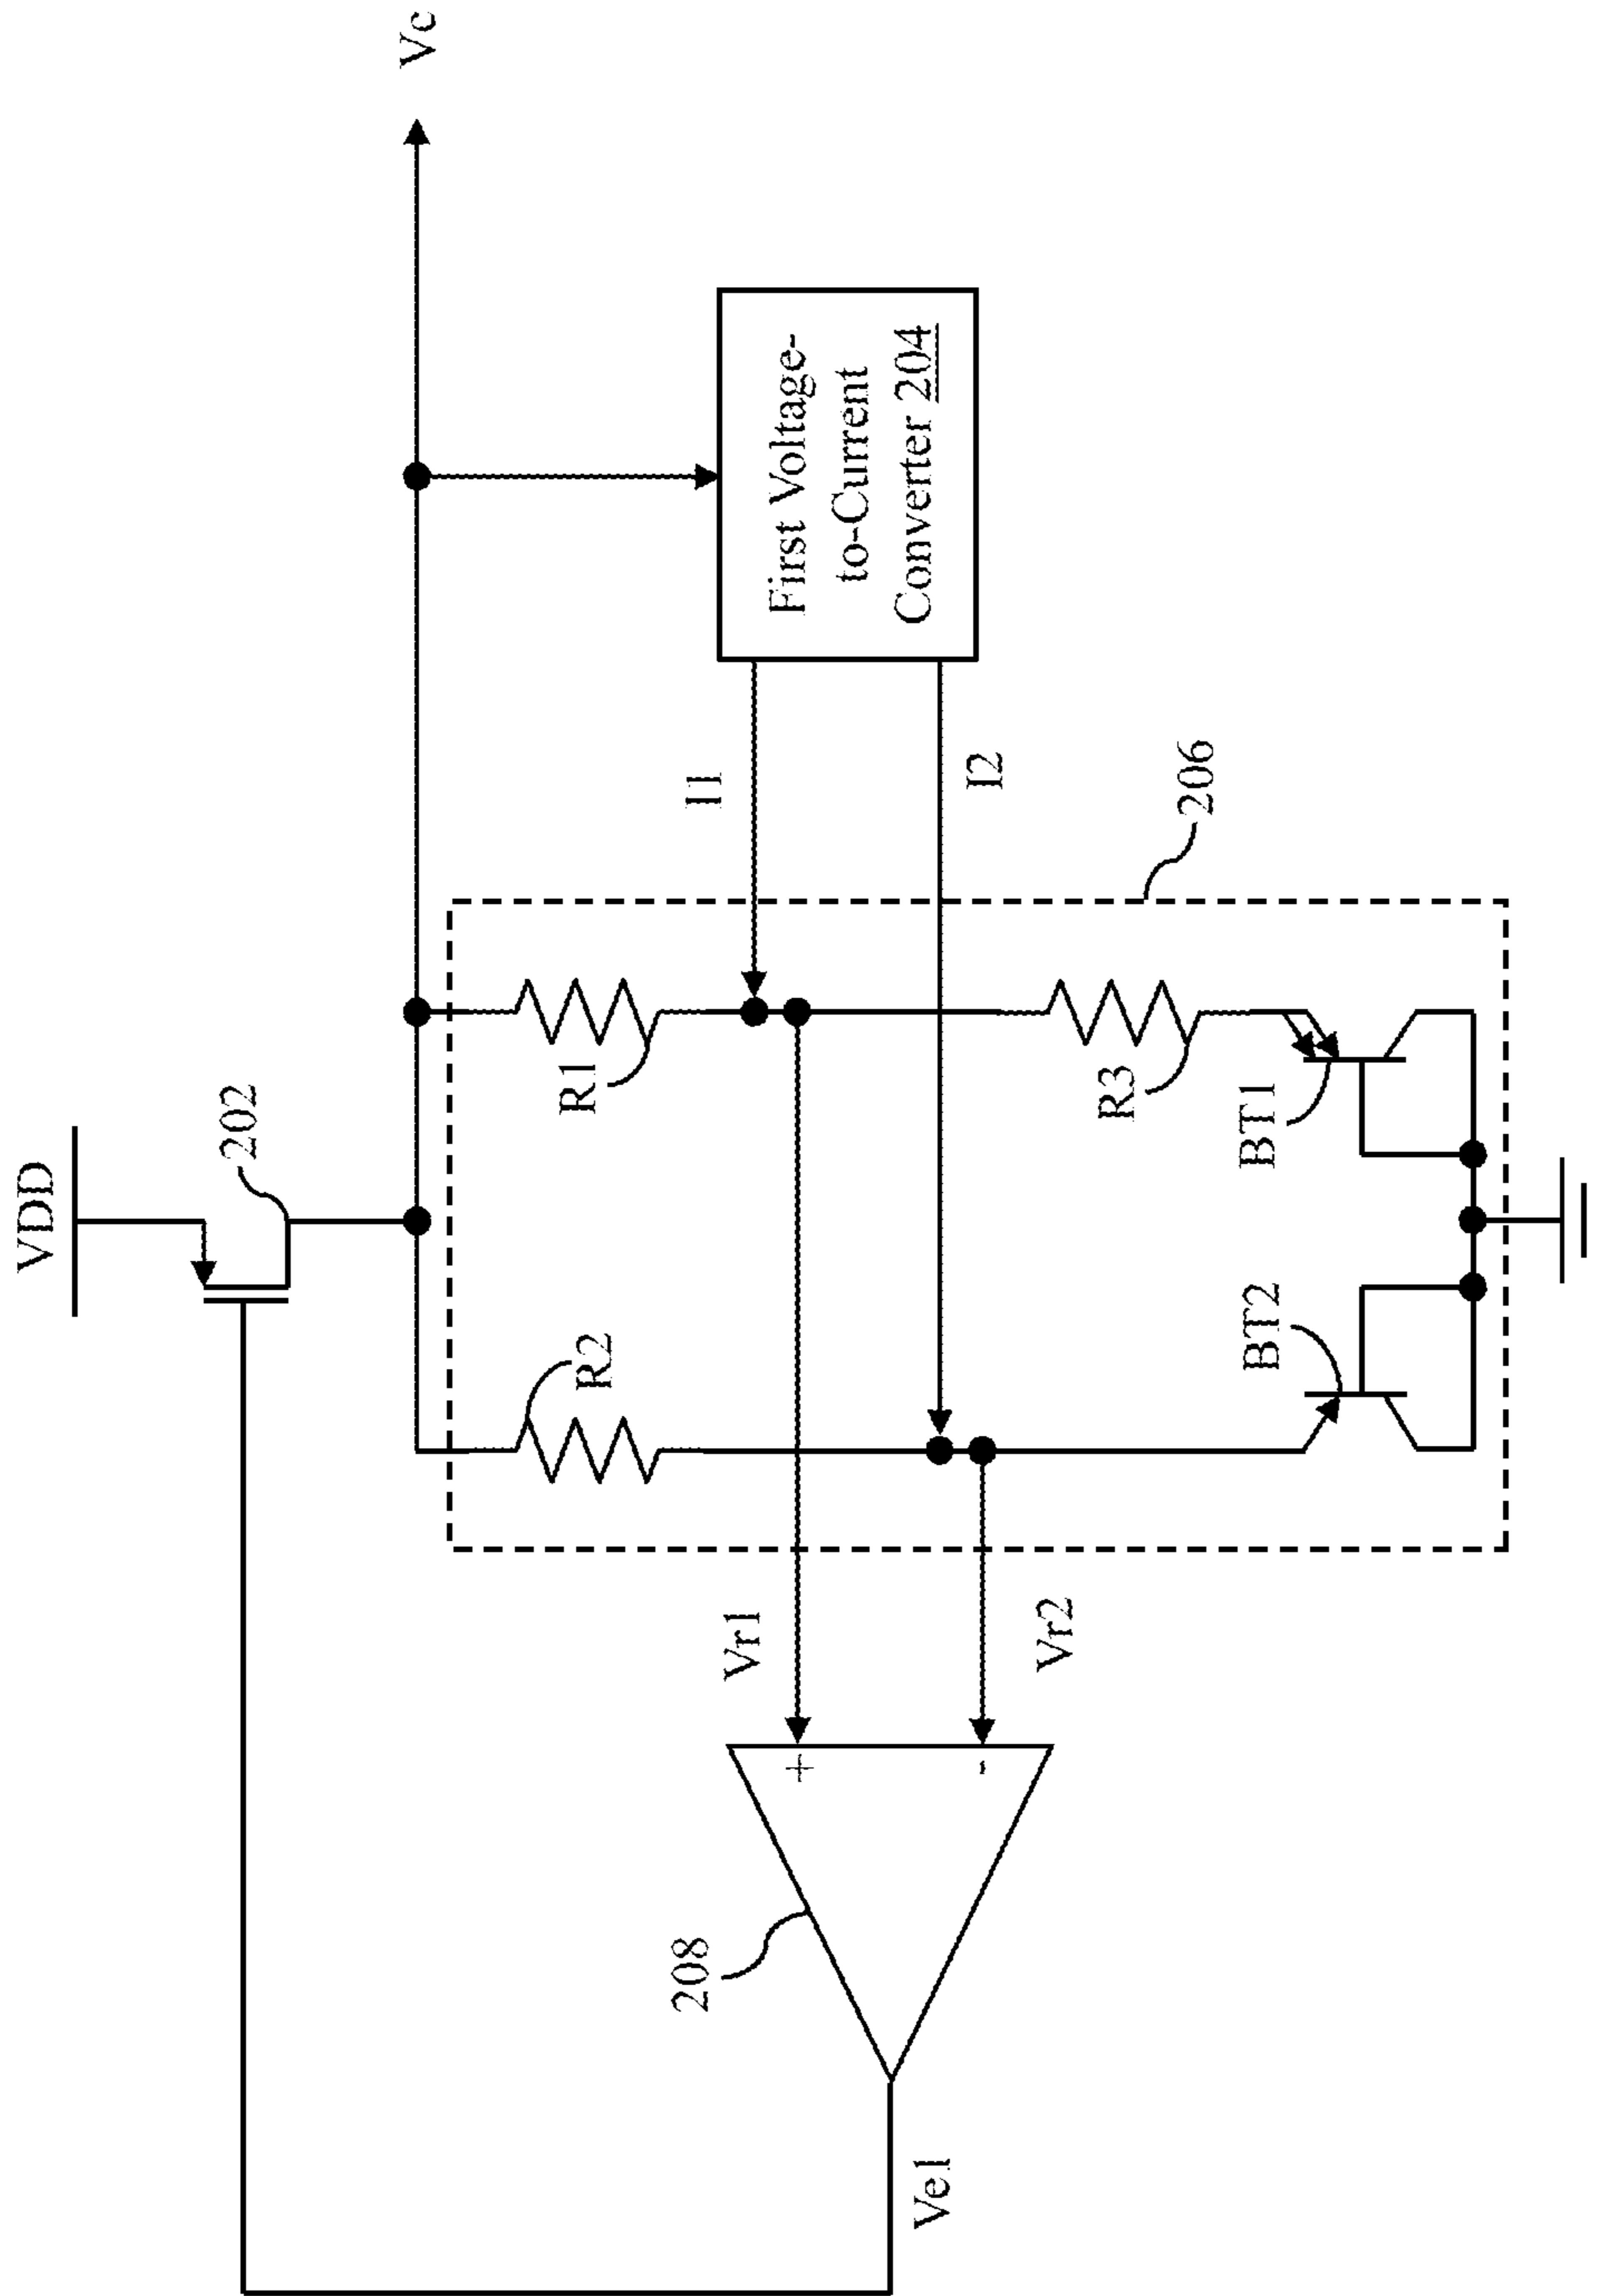 VDD
202
Vc
R2
R1
First Voltage-
to-Current
Converter 204
I1
I2
208
Vr1
+
-
Vr2
Ve1
R3
206
BT2
BT1